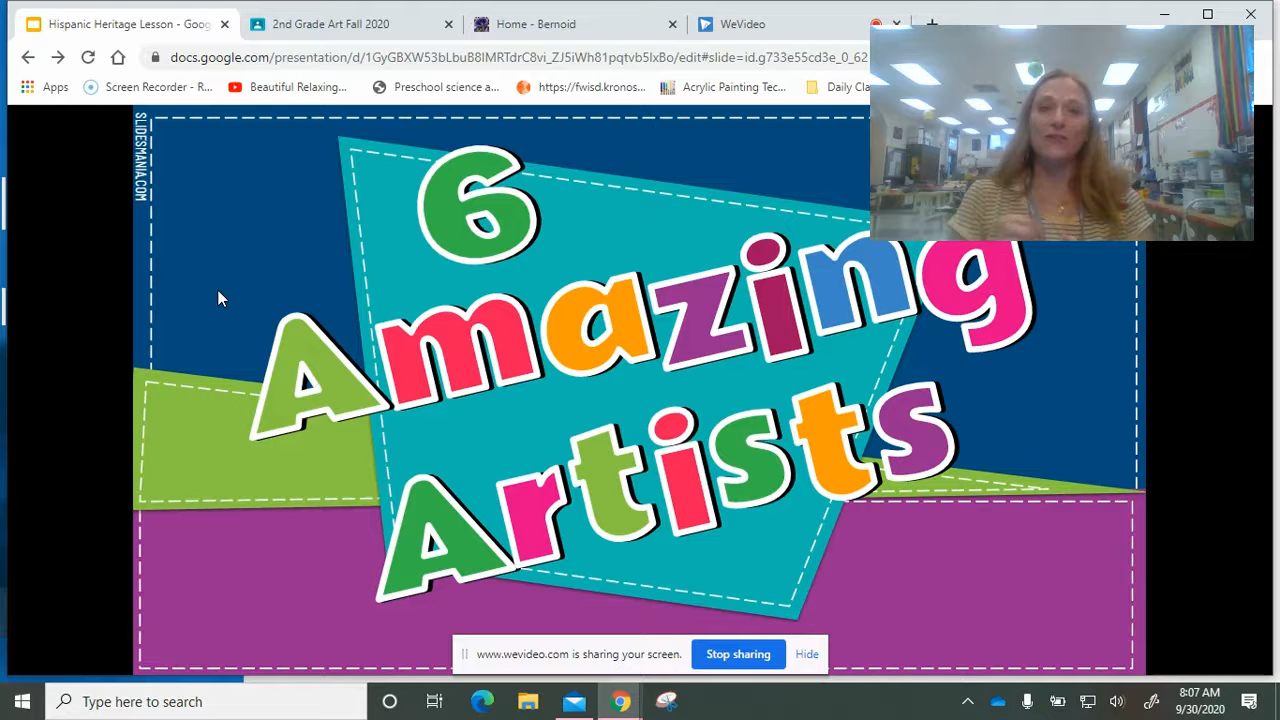 Hispanic Heritage Lesson - Goog
2nd Grade Art Fall 2020
Home - Bernoid
WeVideo
docs.google.com/presentation/d/1GyGBXW53bLbuB8IMRTdrC8vi_ZJ5iWh81pqtvb5lxBo/edit#slide=id.g733e55cd3e_0_62
Apps
Screen Recorder - R...
Beautiful Relaxing...
Preschool science a...
https://fwisd.kronos...
Acrylic Painting Tec...
Daily Cl
SLIDESMANIA.COM
6
Amazing
Artists
www.wevideo.com is sharing your screen.
Stop sharing
Hide
Type here to search
8:07 AM
9/30/2020